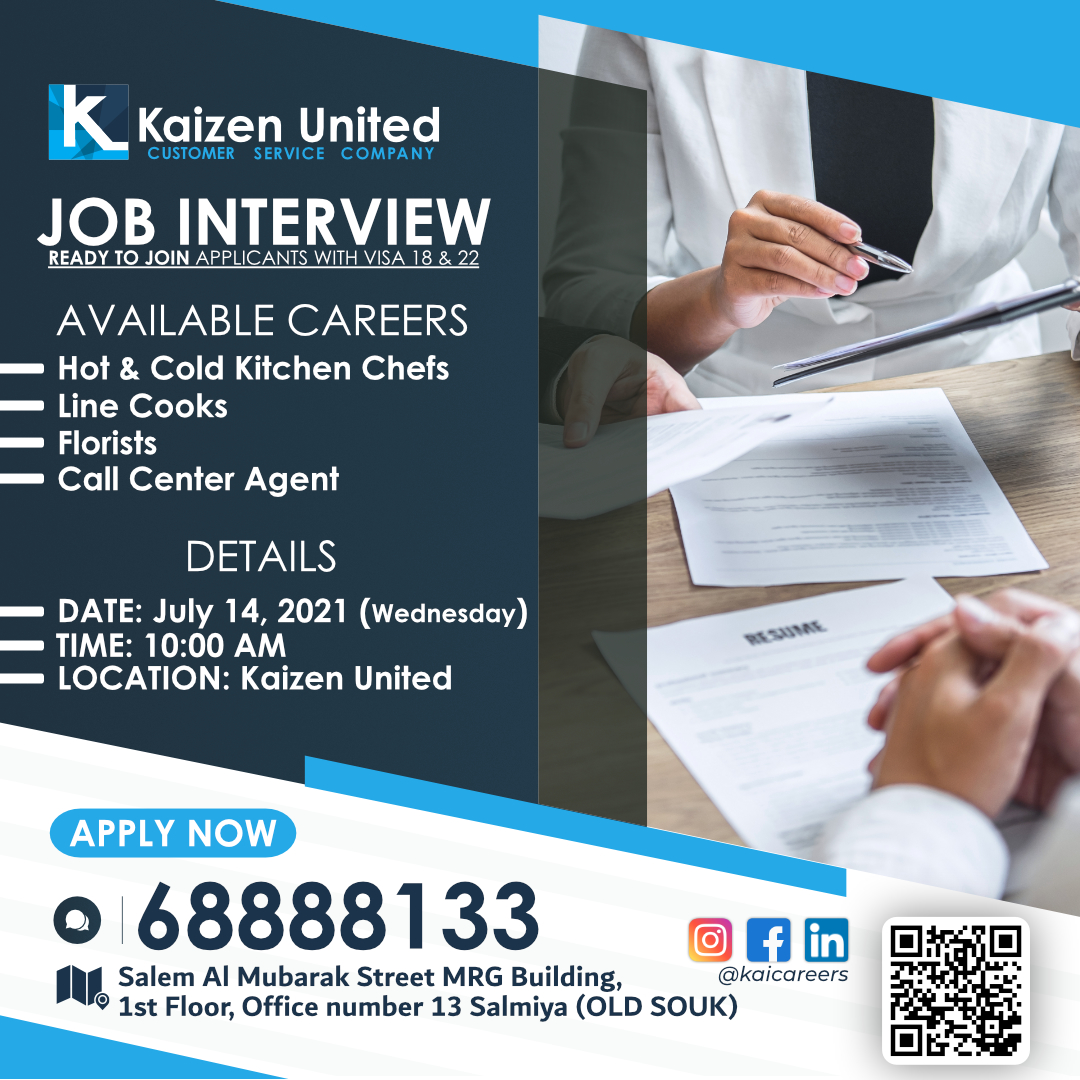 K Kaizen United
CUSTOMER SERVICE COMPANY
JOB INTERVIEW
READY TO JOIN APPLICANTS WITH VISA 18 & 22
AVAILABLE CAREERS
Hot & Cold Kitchen Chefs
Line Cooks
Florists
Call Center Agent
DETAILS
DATE: July 14, 2021 (Wednesday)
TIME: 10:00 AM
LOCATION: Kaizen United
RESUME
APPLY NOW
68888133
Salem Al Mubarak Street MRG Building,
1st Floor, Office number 13 Salmiya (OLD SOUK)
f in
@kaicareers